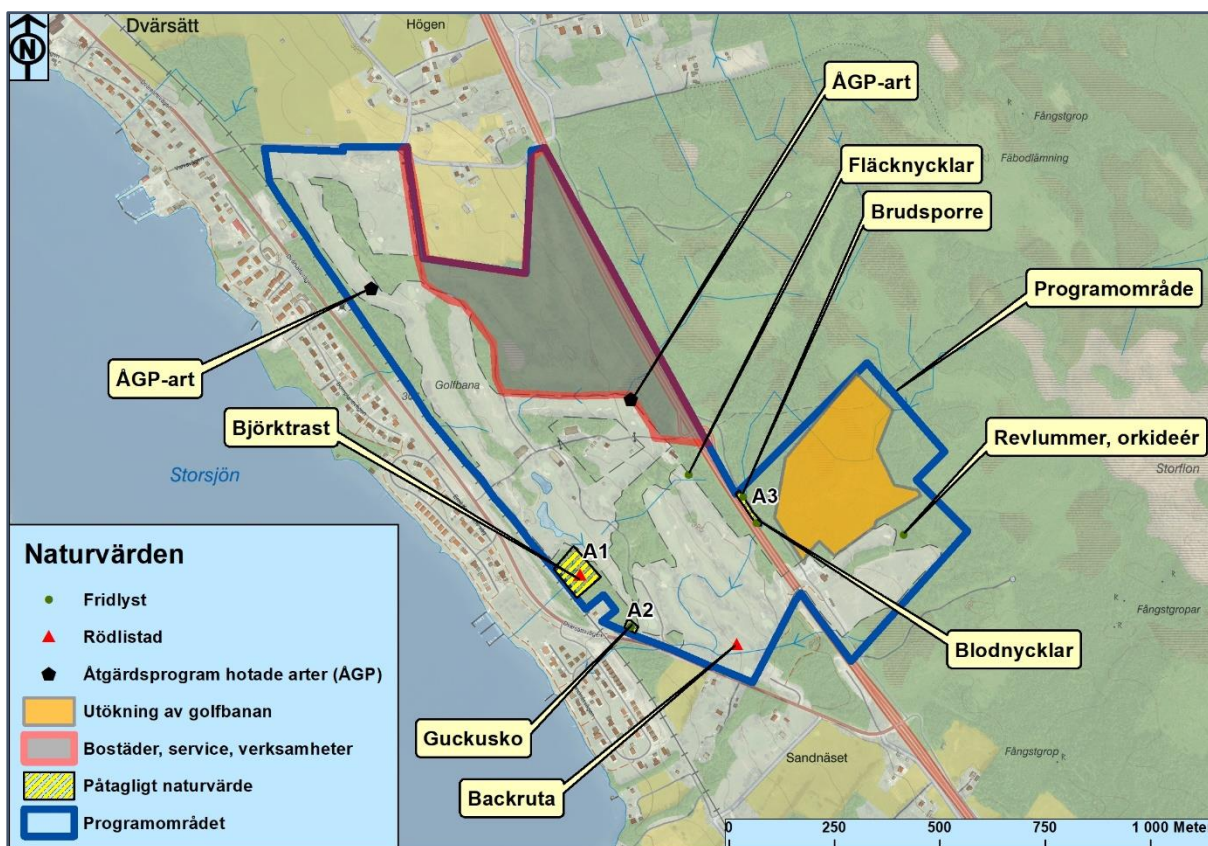 N
Dvärsätt
Högen
ÅGP-art
Fångstgrop
Fäbodlämning
Fläcknycklar
Brudsporre
Programområde
ÅGP-art
Golfbana
Björktrast
Revlummer, orkideér
Storsjön
Storflon
A3
A1
A2
Fångstgropar
Blodnycklar
Guckusko
Sandnäset
Fångstgrop
Backruta
Naturvärden
Fridlyst
Rödlistad
Åtgärdsprogram hotade arter (ÅGP)
Utökning av golfbanan
Bostäder, service, verksamheter
Påtagligt naturvärde
Programområdet
0 250 500 750 1 000 Mete